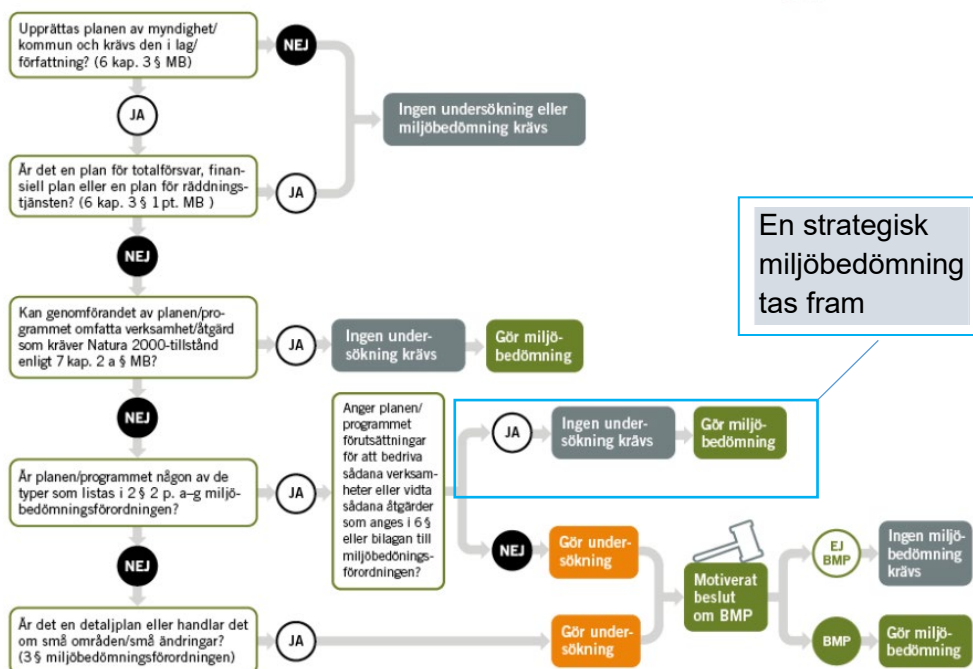 Upprättas planen av myndighet/
kommun och krävs den i lag/
författning? (6 kap. 3 § MB)
NEJ
JA
Ingen undersökning eller
miljöbedömning krävs
Är det en plan för totalförsvar, finan-
siell plan eller en plan för räddnings-
tjänsten? (6 kap. 3 § 1 pt. MB )
JA
NEJ
En strategisk
miljöbedömning
tas fram
Kan genomförandet av planen/pro-
grammet omfatta verksamhet/åtgärd
som kräver Natura 2000-tillstånd
enligt 7 kap. 2 a § MB?
JA
Ingen under-
sökning krävs
Gör miljö-
bedömning
NEJ
Är planen/programmet någon av de
typer som listas i 2 § 2 p. a–g miljö-
bedömningsförordningen?
JA
Anger planen/
programmet
förutsättningar
för att bedriva
sådana verksam-
heter eller vidta
sådana åtgärder
som anges i 6 §
eller bilagan till
miljöbedönings-
förordningen?
JA
Ingen under-
sökning krävs
Gör miljö-
bedömning
NEJ
Gör under-
sökning
Motiverat
beslut
om BMP
EJ
BMP
Ingen miljö-
bedömning
krävs
NEJ
Är det en detaljplan eller handlar det
om små områden/små ändringar?
(3 § miljöbedömningsförordningen)
JA
Gör under-
sökning
BMP
Gör miljö-
bedömning